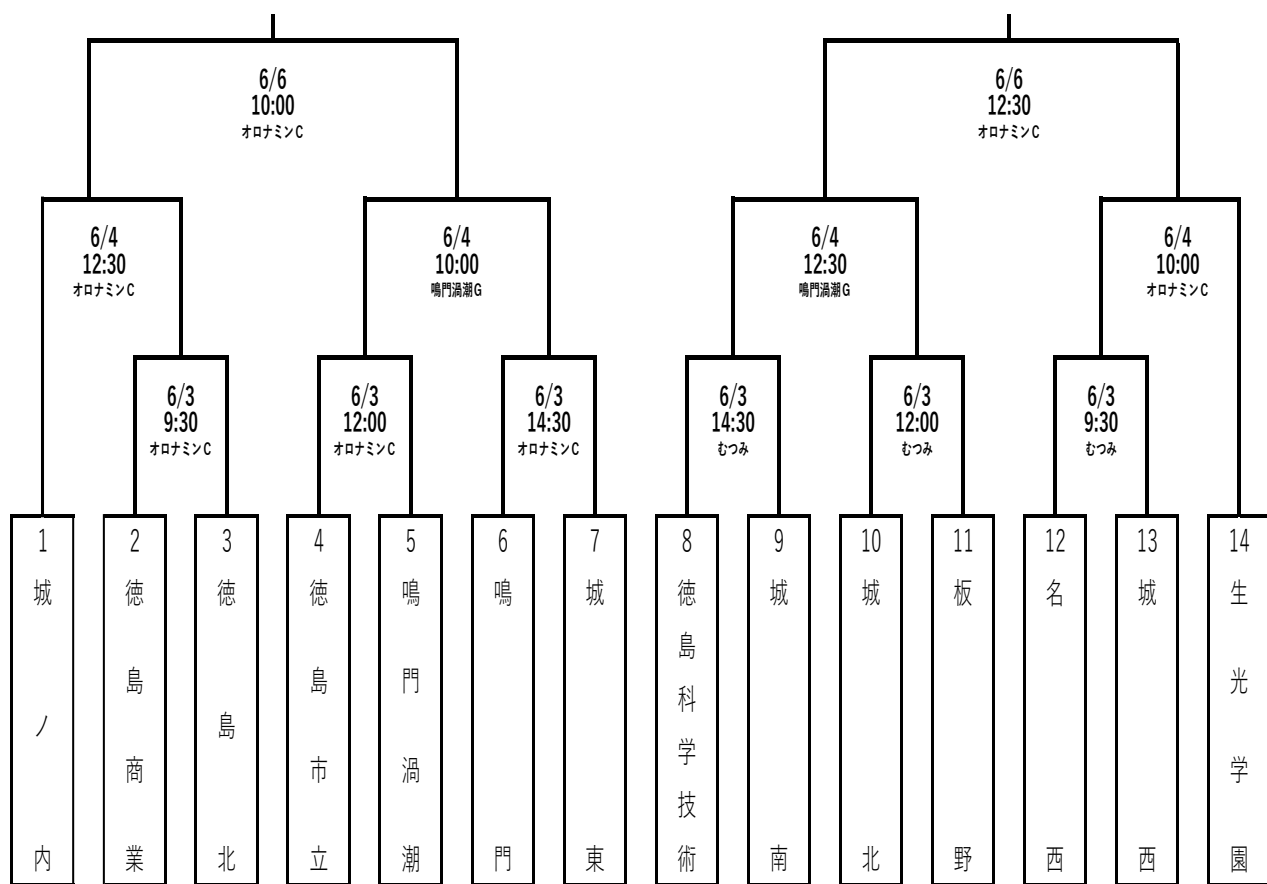 6/6
10:00
オロナミンC
6/6
12:30
オロナミンC
6/4
12:30
オロナミンC
6/4
10:00
鳴門渦潮G
6/4
12:30
鳴門渦潮G
6/4
10:00
オロナミンC
6/3
9:30
オロナミンC
6/3
12:00
オロナミンC
6/3
14:30
オロナミンC
6/3
14:30
むつみ
6/3
12:00
むつみ
6/3
9:30
むつみ
1
城ノ内
2
徳島商業
3
徳島北
4
徳島市立
5
鳴門渦潮
6
鳴門
7
城東
8
徳島科学技術
9
城南
10
城北
11
板野
12
名西
13
城西
14
生光学園